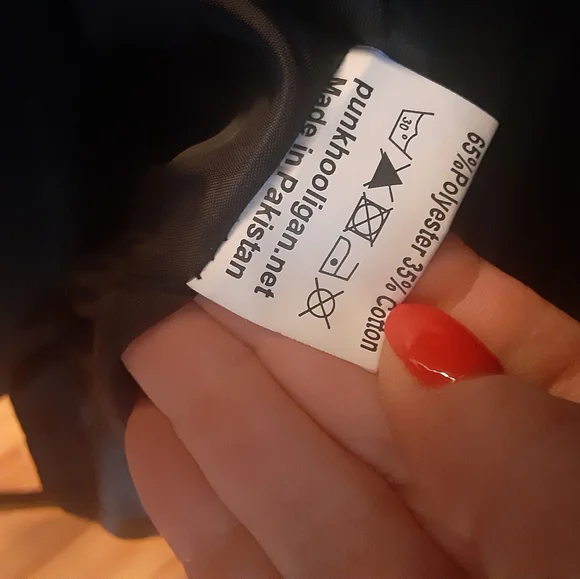 65%Polyester 35% Cotton
30°
punkhooligan.net
Made in Pakistan